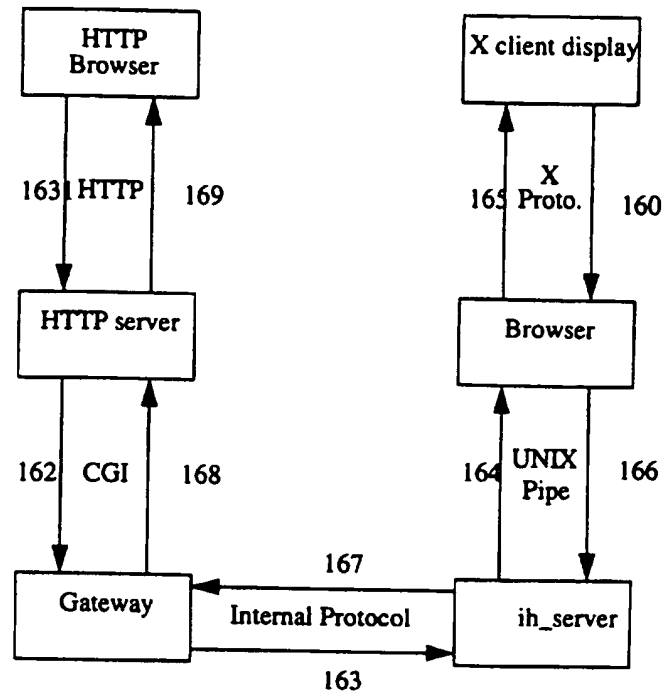 HTTP
Browser
X client display
1631 HTTP 169
165 X
Proto. 160
HTTP server
Browser
162 CGI 168
164 UNIX
Pipe 166
167
Gateway
Internal Protocol
ih_server
163